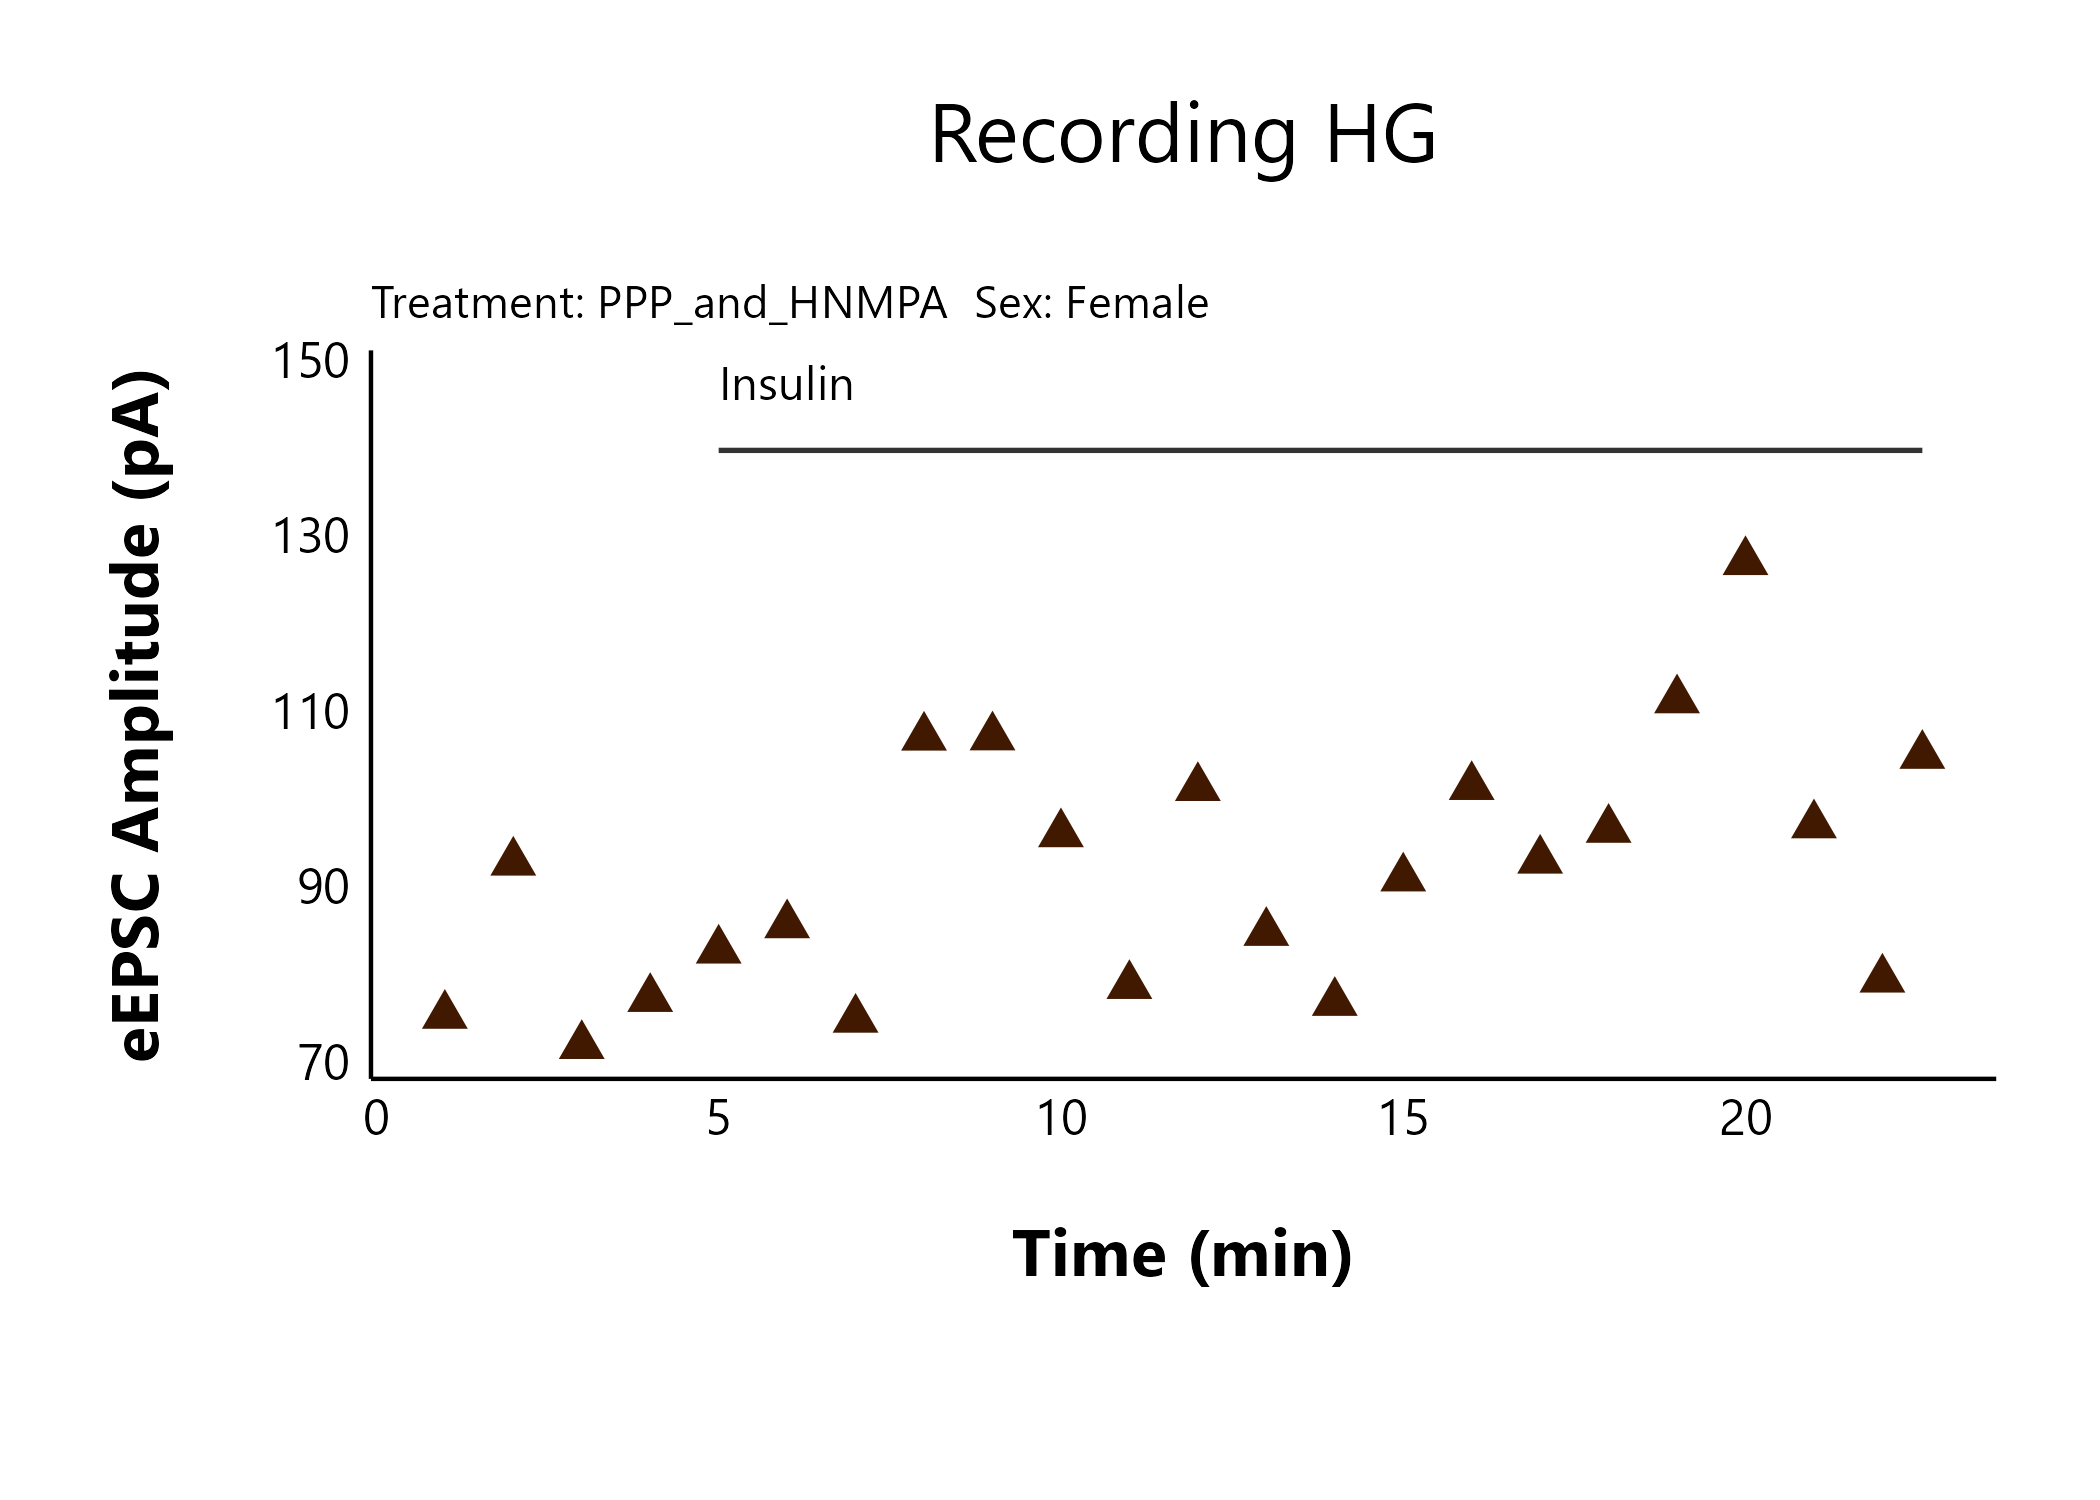 Recording HG
Treatment: PPP_and_HNMPA  Sex: Female
Insulin
eEPSC Amplitude (pA)
150
130
110
90
70
0 5 10 15 20
Time (min)